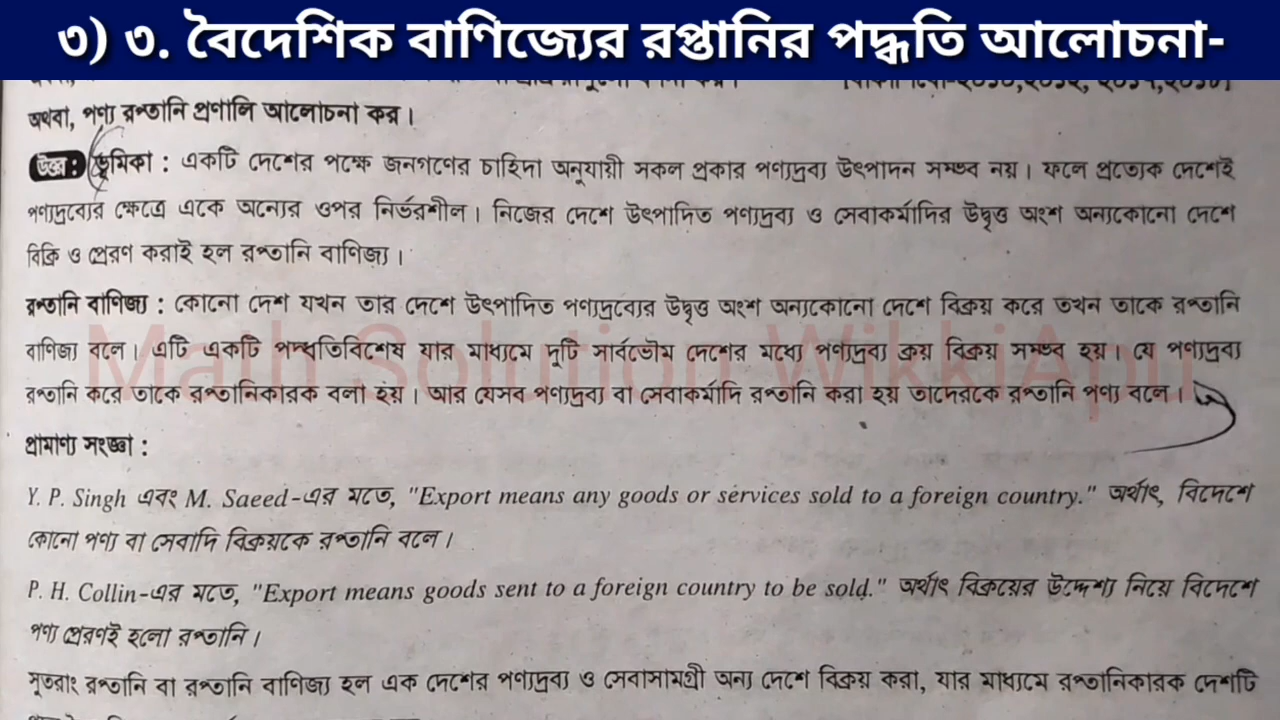 ৩) ৩. বৈদেশিক বাণিজ্যের রপ্তানির পদ্ধতি আলোচনা-
অথবা, পণ্য রপ্তানি প্রণালি আলোচনা কর।
উত্তর: ভূমিকা : একটি দেশের পক্ষে জনগণের চাহিদা অনুযায়ী সকল প্রকার পণ্যদ্রব্য উৎপাদন সম্ভব নয়। ফলে প্রত্যেক দেশেই
পণ্যদ্রব্যের ক্ষেত্রে একে অন্যের ওপর নির্ভরশীল। নিজের দেশে উৎপাদিত পণ্যদ্রব্য ও সেবাকর্মাদির উদ্বৃত্ত অংশ অন্যকোনো দেশে
বিক্রি ও প্রেরণ করাই হল রপ্তানি বাণিজ্য।
রপ্তানি বাণিজ্য : কোনো দেশ যখন তার দেশে উৎপাদিত পণ্যদ্রব্যের উদ্বৃত্ত অংশ অন্যকোনো দেশে বিক্রয় করে তখন তাকে রপ্তানি
বাণিজ্য বলে। এটি একটি পদ্ধতিবিশেষ যার মাধ্যমে দুটি সার্বভৌম দেশের মধ্যে পণ্যদ্রব্য ক্রয় বিক্রয় সম্ভব হয়। যে পণ্যদ্রব্য
রপ্তানি করে তাকে রপ্তানিকারক বলা হয়। আর যেসব পণ্যদ্রব্য বা সেবাকর্মাদি রপ্তানি করা হয় তাদেরকে রপ্তানি পণ্য বলে।
Math Solution WikkiApu
প্রামাণ্য সংজ্ঞা :
Y. P. Singh এবং M. Saeed-এর মতে, "Export means any goods or services sold to a foreign country." অর্থাৎ, বিদেশে
কোনো পণ্য বা সেবাদি বিক্রয়কে রপ্তানি বলে।
P. H. Collin-এর মতে, "Export means goods sent to a foreign country to be sold." অর্থাৎ বিক্রয়ের উদ্দেশ্য নিয়ে বিদেশে
পণ্য প্রেরণই হলো রপ্তানি।
সুতরাং রপ্তানি বা রপ্তানি বাণিজ্য হল এক দেশের পণ্যদ্রব্য ও সেবাসামগ্রী অন্য দেশে বিক্রয় করা, যার মাধ্যমে রপ্তানিকারক দেশটি